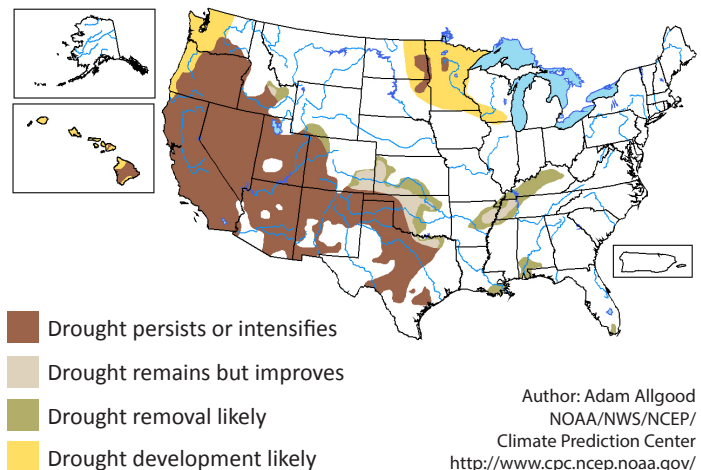 Drought persists or intensifies
Drought remains but improves
Drought removal likely
Drought development likely
Author: Adam Allgood
NOAA/NWS/NCEP/
Climate Prediction Center
http://www.cpc.ncep.noaa.gov/